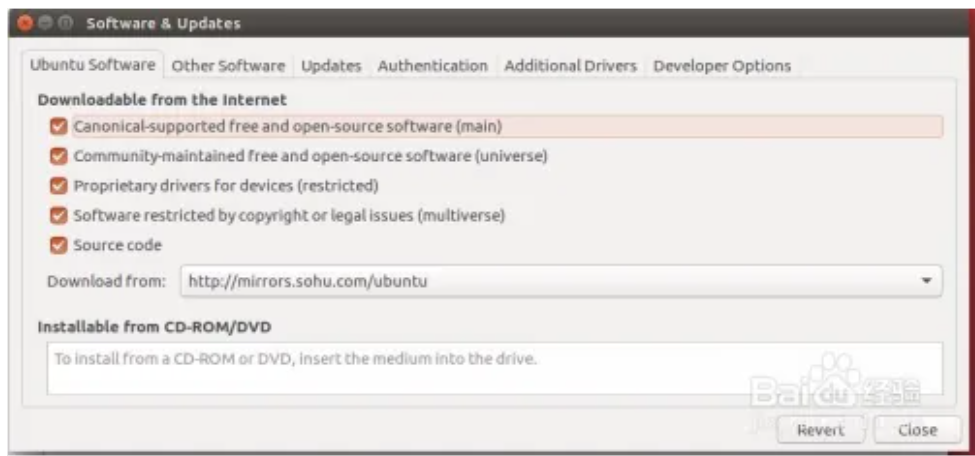 Software & Updates
Ubuntu Software Other Software Updates Authentication Additional Drivers Developer Options
Downloadable from the Internet
Canonical-supported free and open-source software (main)
Community-maintained free and open-source software (universe)
Proprietary drivers for devices (restricted)
Software restricted by copyright or legal issues (multiverse)
Source code
Download from: http://mirrors.sohu.com/ubuntu
Installable from CD-ROM/DVD
To install from a CD-ROM or DVD, insert the medium into the drive.
Baidu 经验
Revert Close